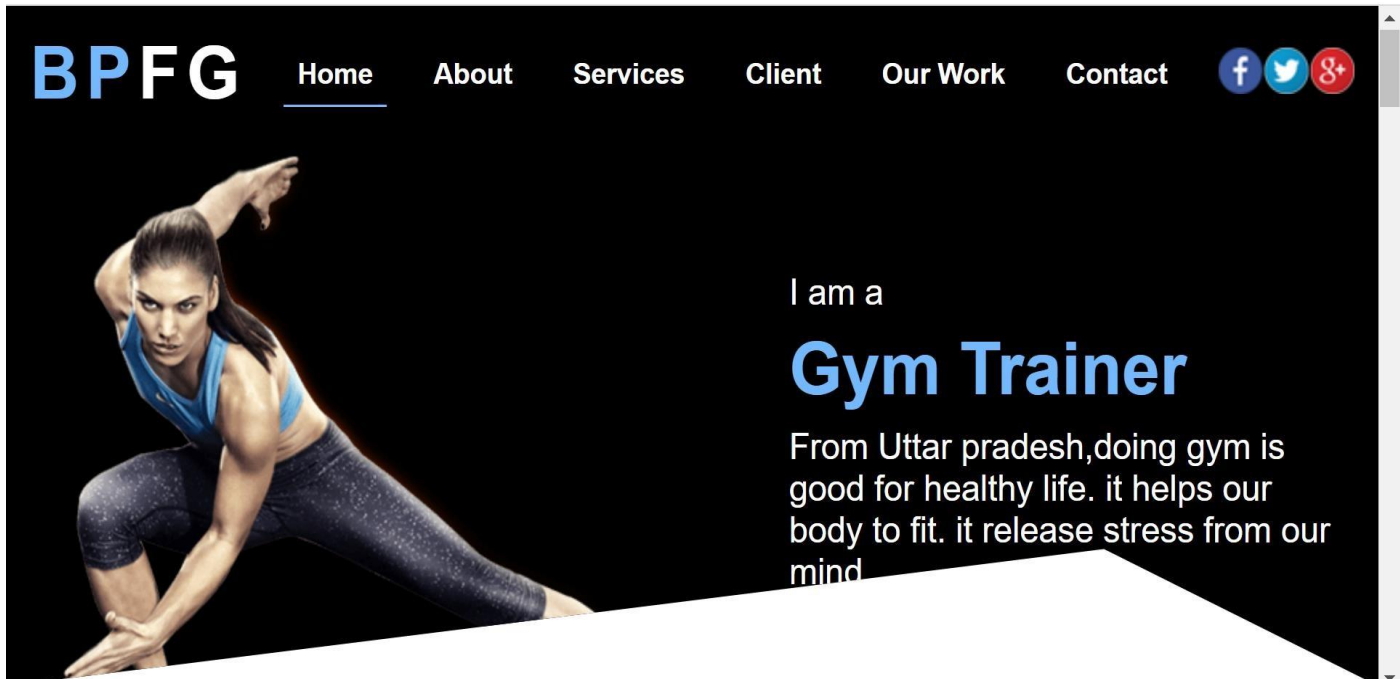 BPFG Home About Services Client Our Work Contact f 8+
I am a
Gym Trainer
From Uttar pradesh,doing gym is
good for healthy life. it helps our
body to fit. it release stress from our
mind